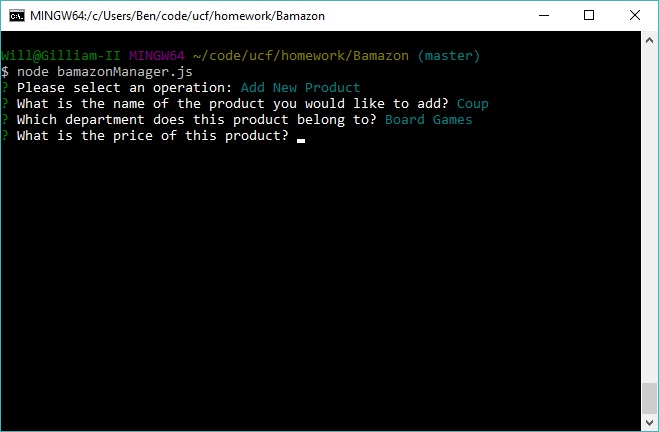 MINGW64:/c/Users/Ben/code/ucf/homework/Bamazon
Will@Gilliam-II MINGW64 ~/code/ucf/homework/Bamazon (master)
$ node bamazonManager.js
? Please select an operation: Add New Product
? What is the name of the product you would like to add? Coup
? Which department does this product belong to? Board Games
? What is the price of this product?